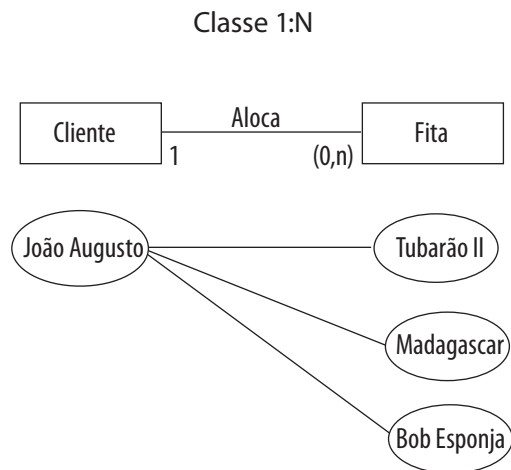 Classe 1:N
Cliente
Aloca
Fita
1
(0,n)
João Augusto
Tubarão II
Madagascar
Bob Esponja